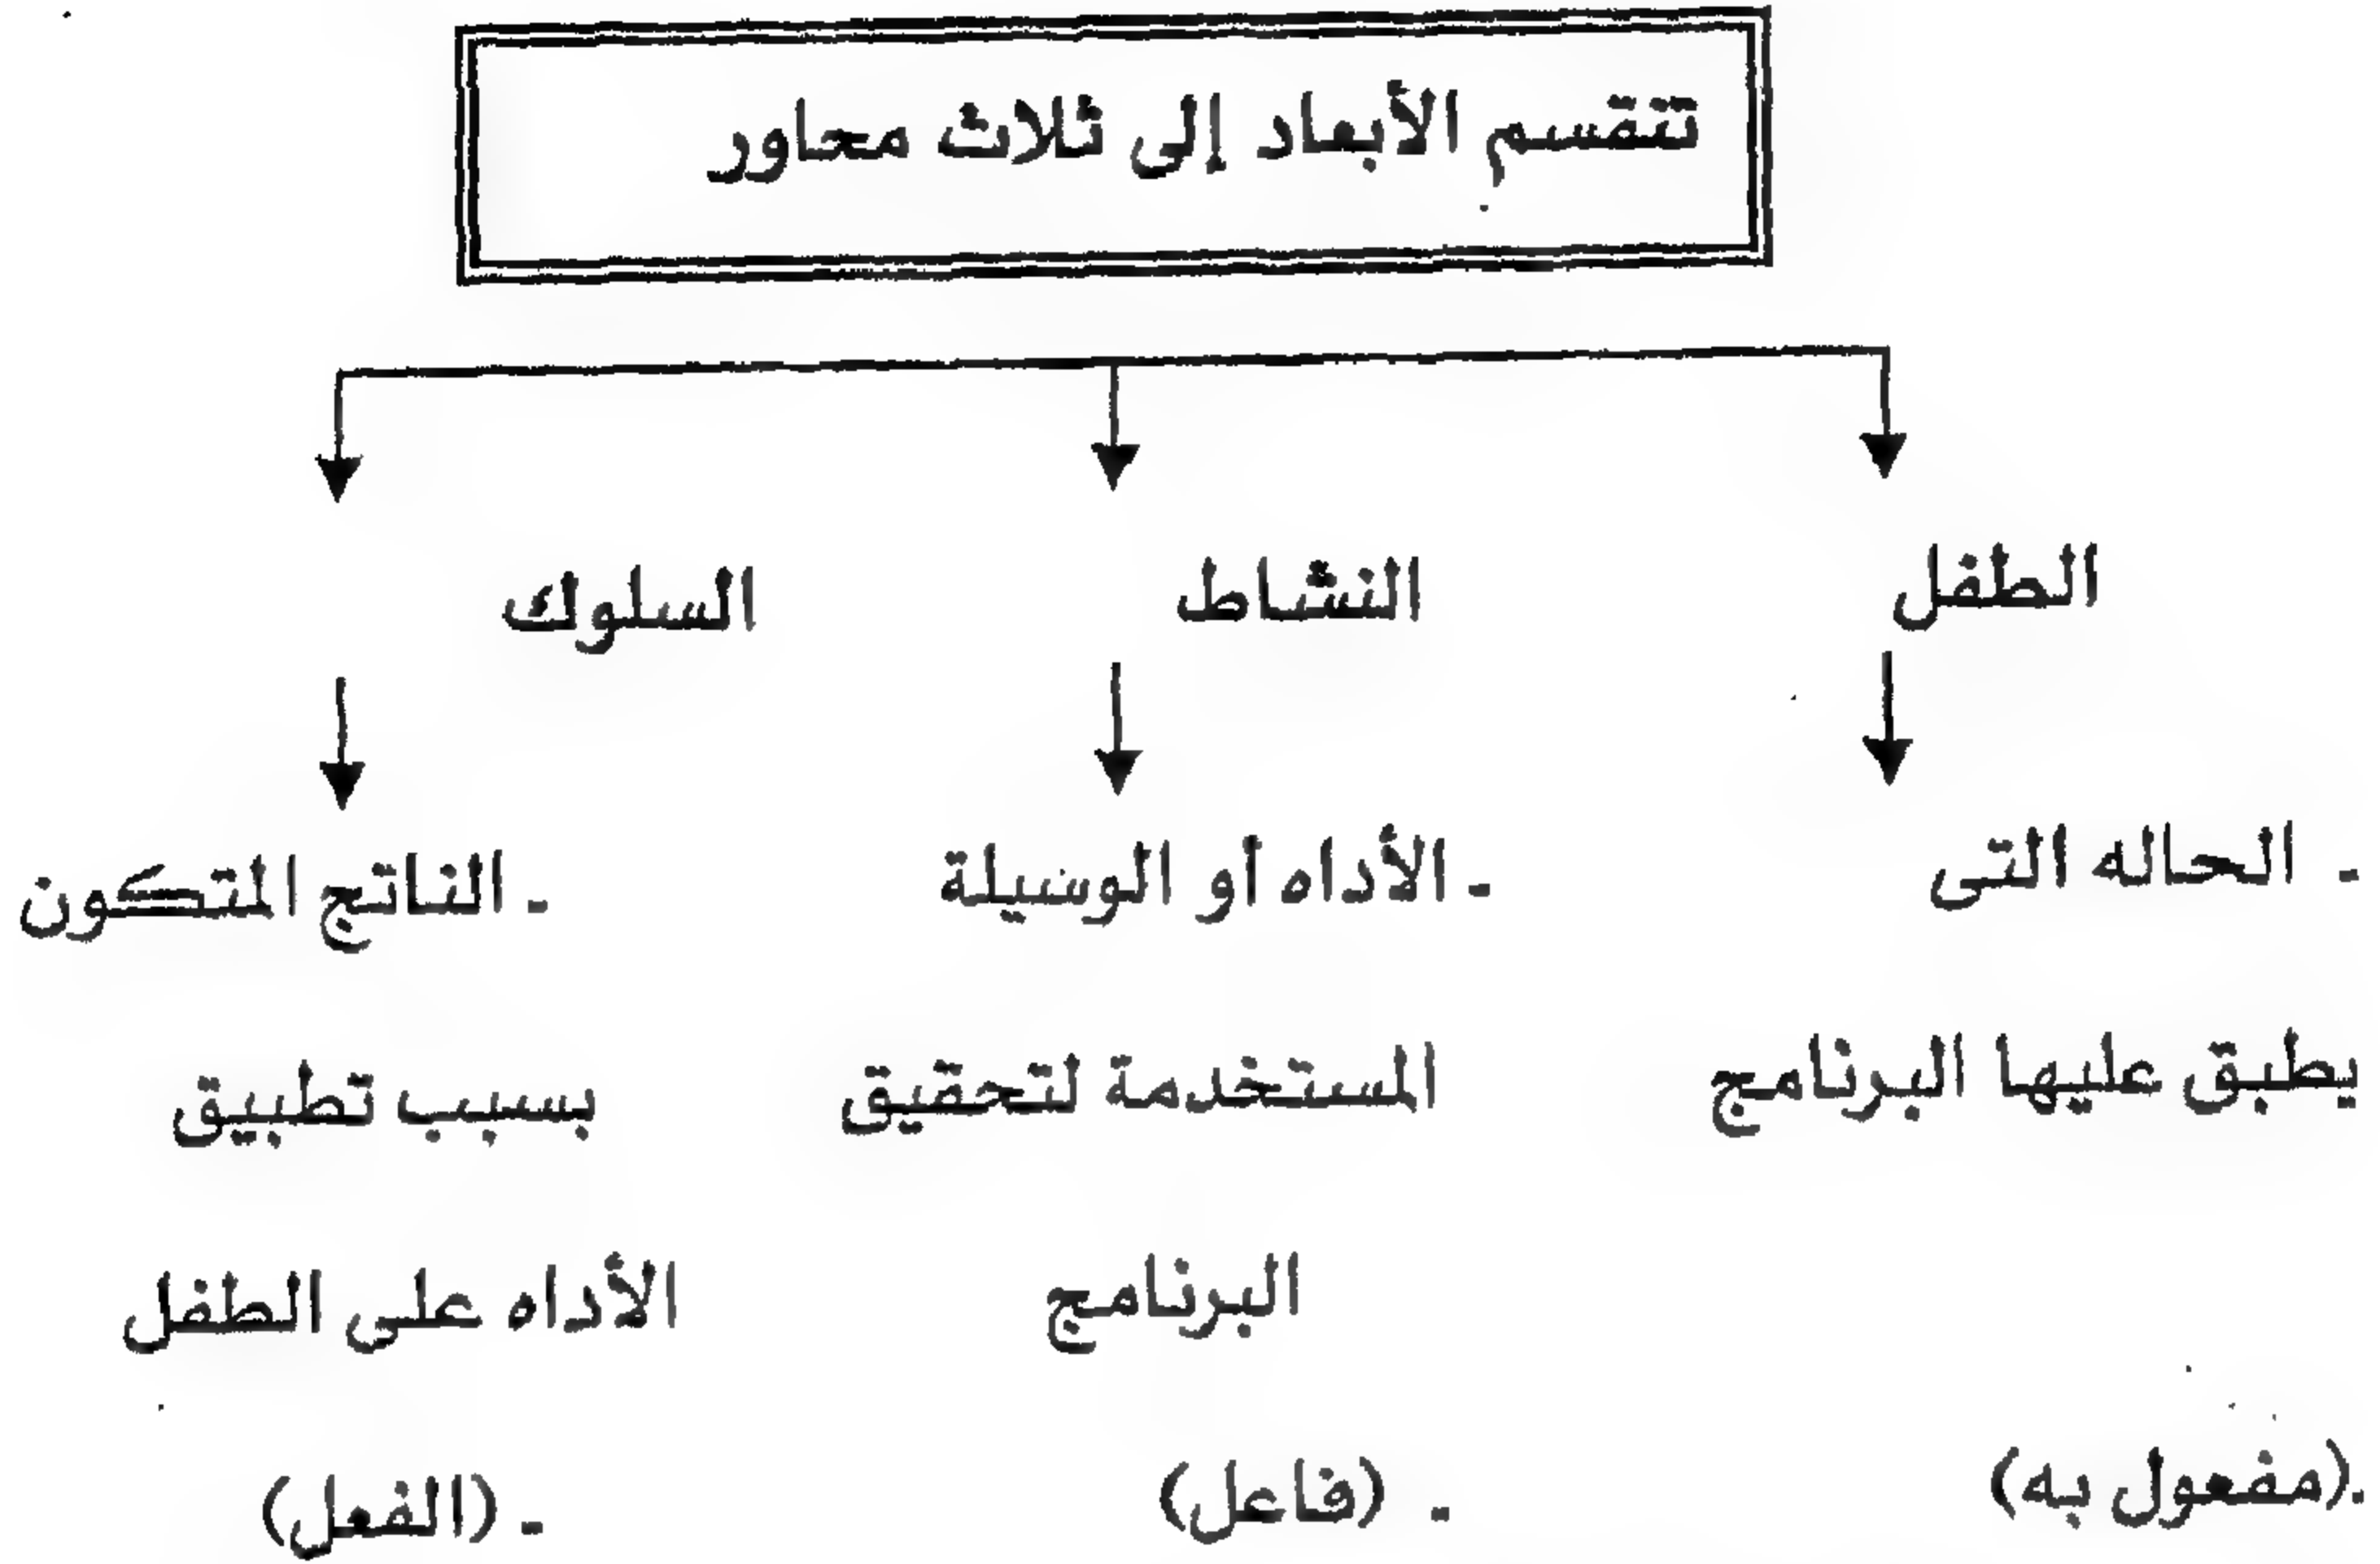 تتقسم الأبعاد إلى ثلاث محاور
الطفل
النشاط
السلوك
- الحاله التى
يطبق عليها البرنامج
- (مفعول به)
- الأداه أو الوسيلة
المستخدمة لتحقيق
البرنامج
- (فاعل)
- الناتج المتكون
بسبب تطبيق
الأداه على الطفل
- (الفعل)